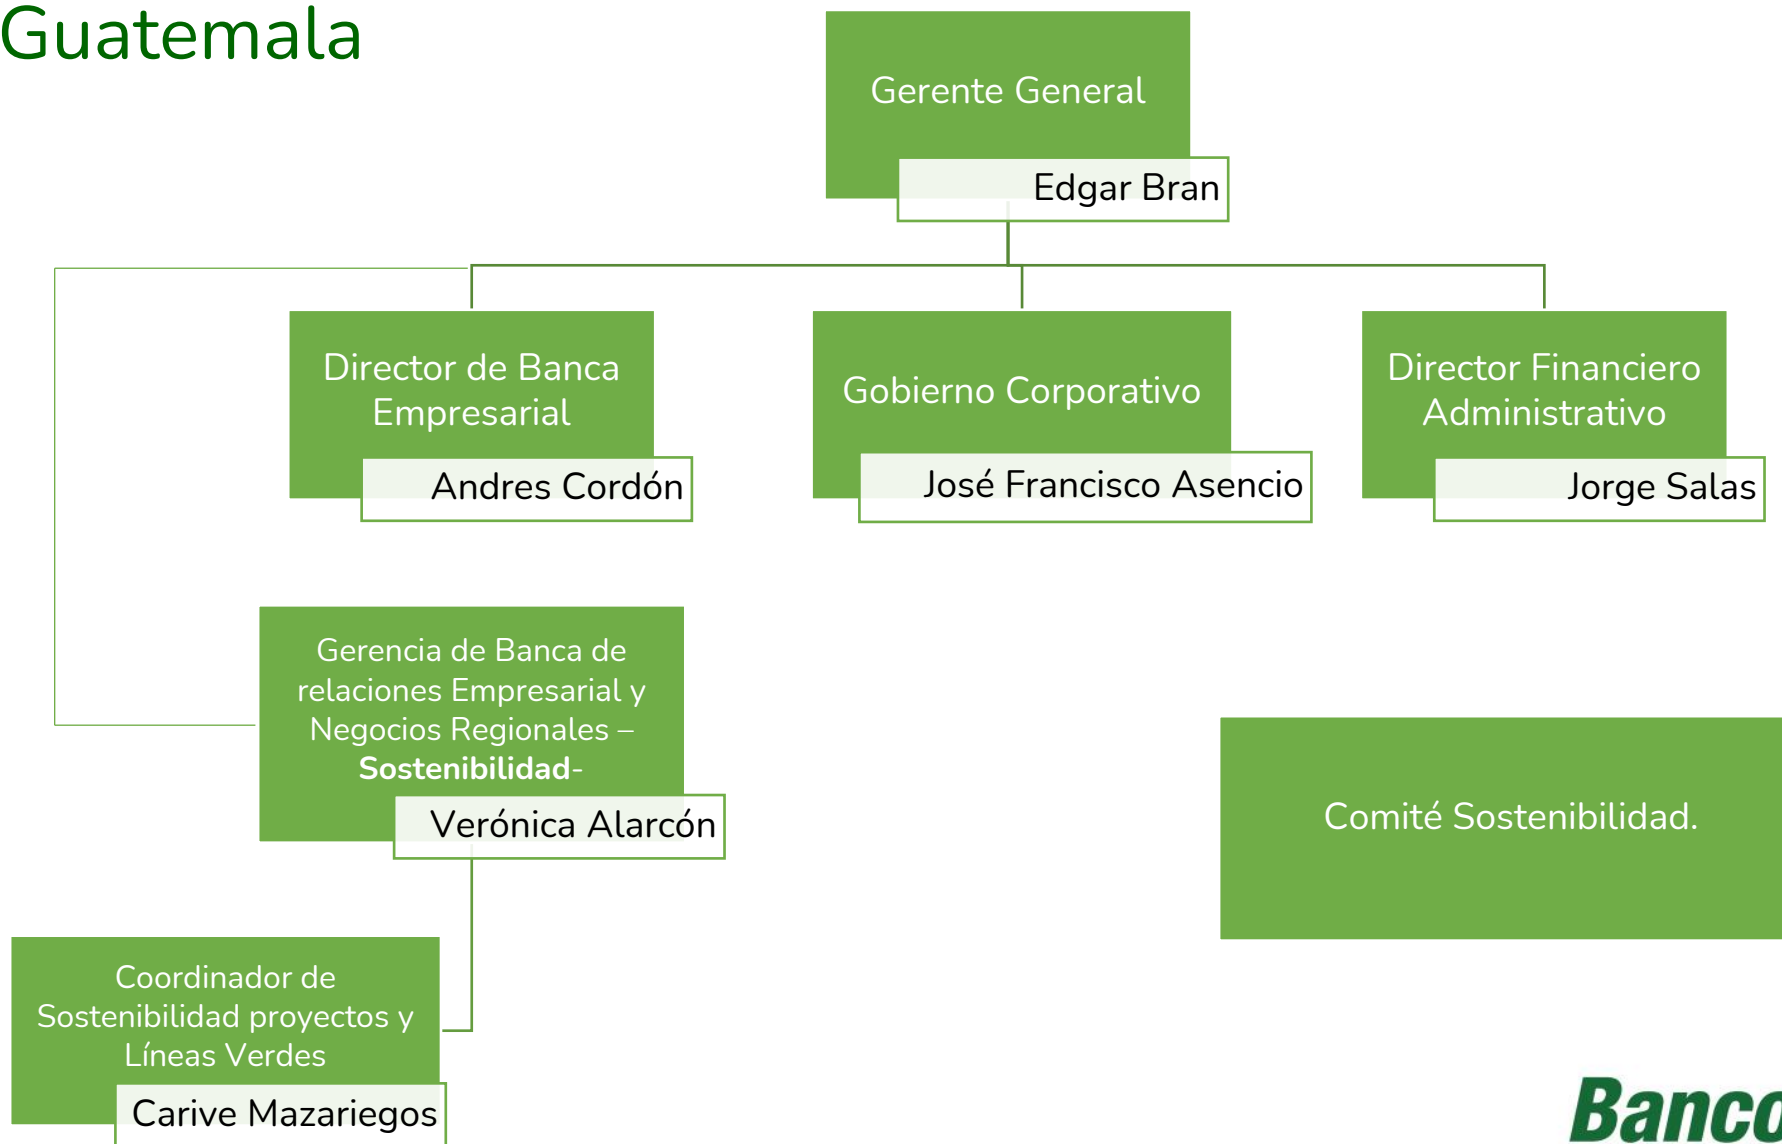 Guatemala
Gerente General
Edgar Bran
Director de Banca
Empresarial
Andres Cordón
Gobierno Corporativo
José Francisco Asencio
Director Financiero
Administrativo
Jorge Salas
Gerencia de Banca de
relaciones Empresarial y
Negocios Regionales –
Sostenibilidad-
Verónica Alarcón
Comité Sostenibilidad.
Coordinador de
Sostenibilidad proyectos y
Líneas Verdes
Carive Mazariegos
Banco